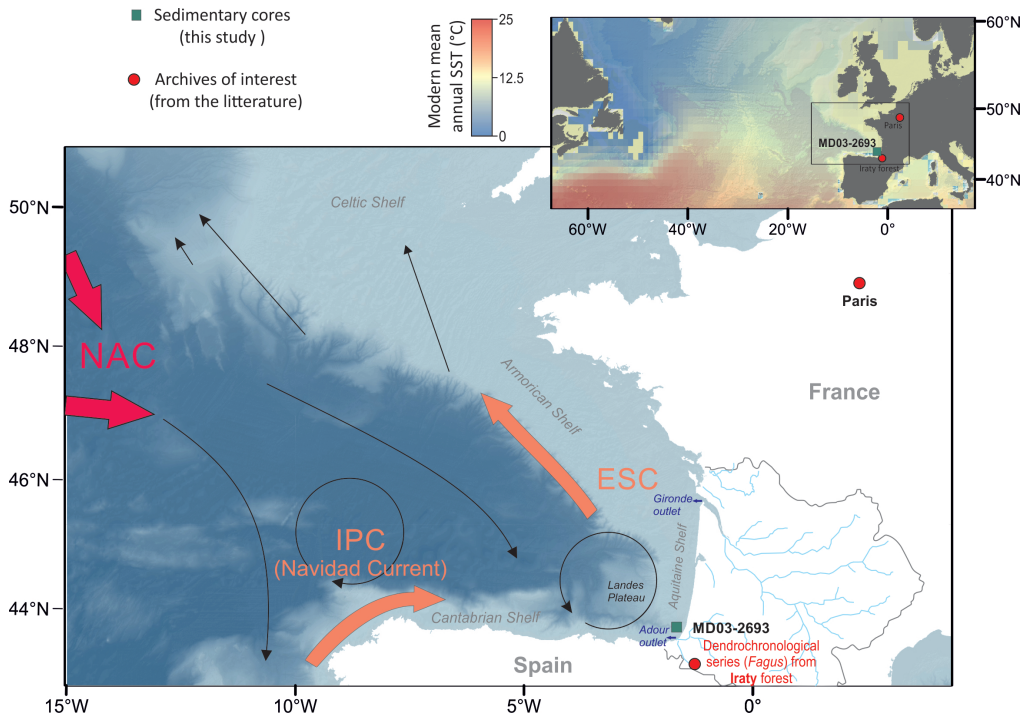 Sedimentary cores
(this study )
Archives of interest
(from the litterature)
Modern mean
annual SST (°C)
25
12.5
0
60°N
50°N
40°N
Paris
MD03-2693
Iraty forest
60°W
40°W
20°W
0°
50°N
48°N
46°N
44°N
Celtic Shelf
NAC
Paris
France
Armorican Shelf
ESC
Gironde
outlet
IPC
(Navidad Current)
Aquitaine Shelf
Landes
Plateau
Cantabrian Shelf
Adour
outlet
MD03-2693
Dendrochronological
series (Fagus) from
Iraty forest
Spain
15°W
10°W
5°W
0°